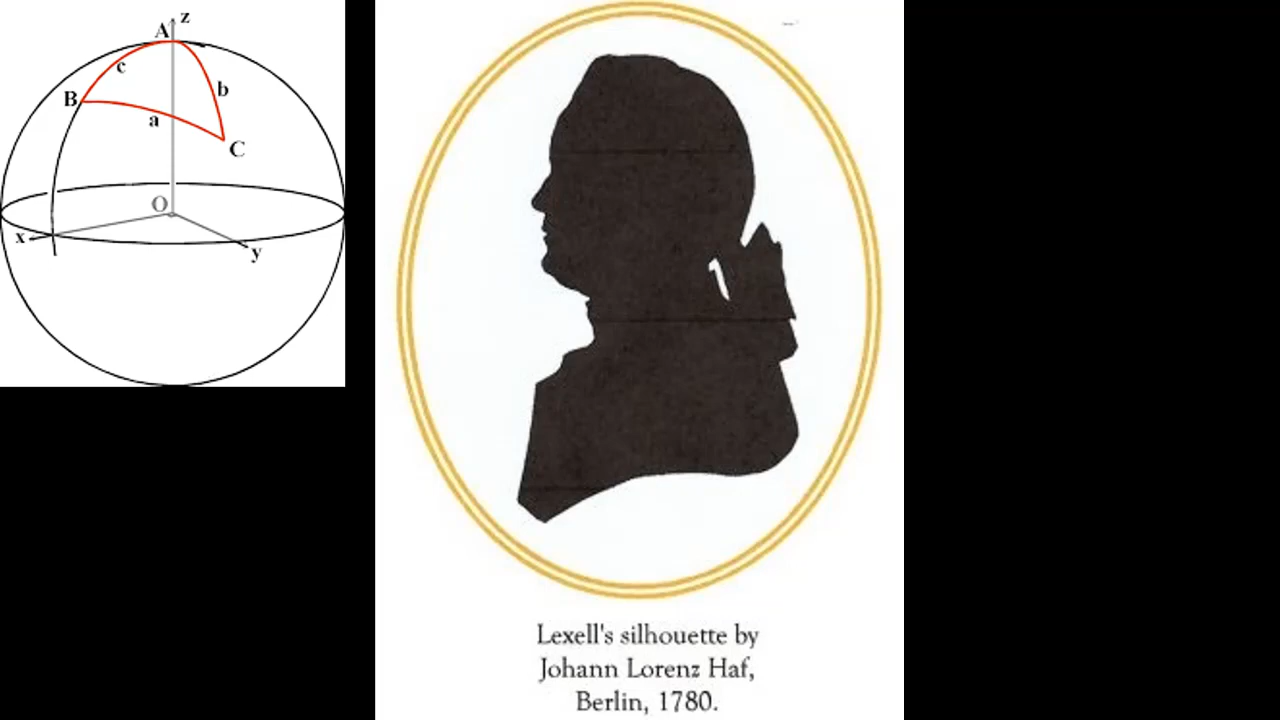 z
A
c
b
B
a
C
O
x
y
Lexell's silhouette by
Johann Lorenz Haf,
Berlin, 1780.